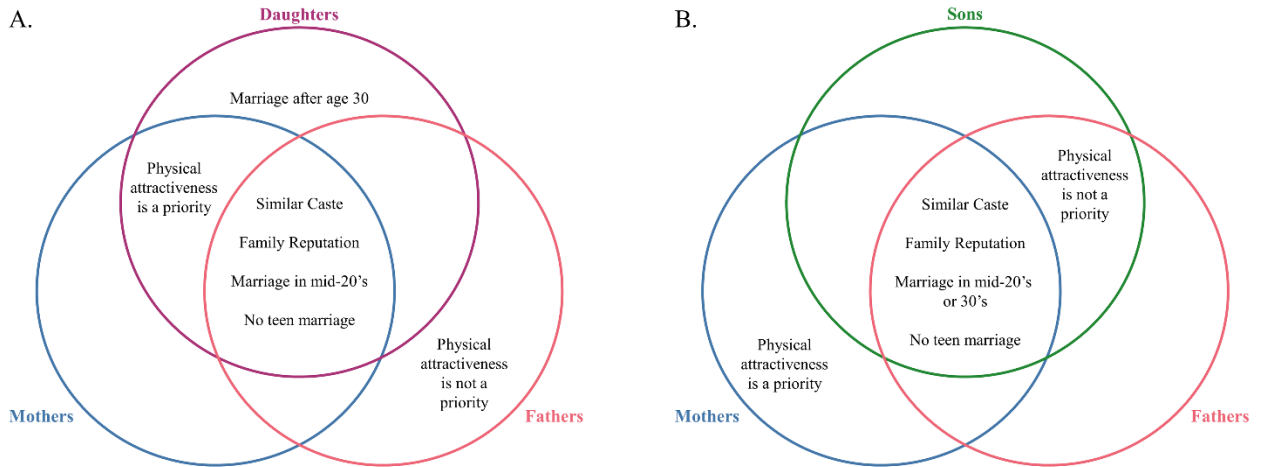 A.
Daughters
Marriage after age 30
Physical
attractiveness
is a priority
Similar Caste
Family Reputation
Marriage in mid-20’s
No teen marriage
Physical
attractiveness
is not a
priority
Mothers
Fathers
B.
Sons
Physical
attractiveness
is not a
priority
Similar Caste
Family Reputation
Marriage in mid-20’s
or 30’s
No teen marriage
Physical
attractiveness
is a priority
Mothers
Fathers